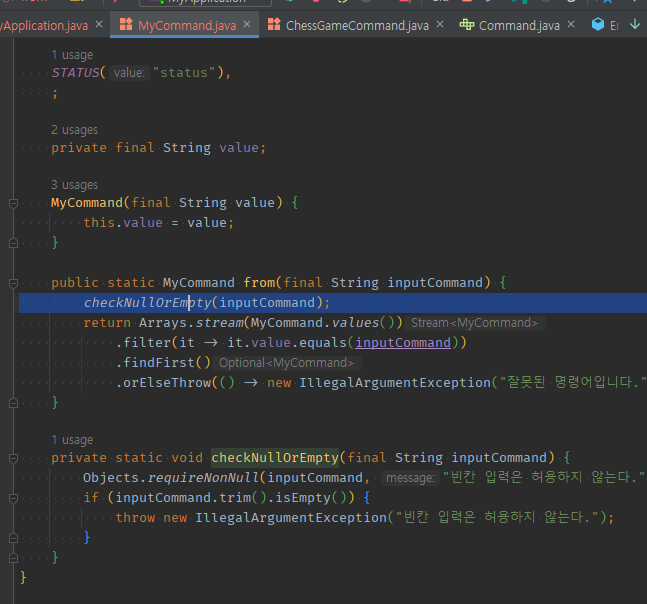 yApplication.java × MyCommand.java × ChessGameCommand.java × Command.java ×
1 usage
STATUS( value: "status"),
;
2 usages
private final String value;
3 usages
MyCommand(final String value) {
this.value = value;
}
public static MyCommand from(final String inputCommand) {
checkNullOrEmpty(inputCommand);
return Arrays.stream(MyCommand.values()) Stream<MyCommand>
.filter(it -> it.value.equals(inputCommand))
.findFirst() Optional<MyCommand>
.orElseThrow(() -> new IllegalArgumentException("잘못된 명령어입니다."
}
1 usage
private static void checkNullOrEmpty(final String inputCommand) {
Objects.requireNonNull(inputCommand, message: "빈칸 입력은 허용하지 않는다."
if (inputCommand.trim().isEmpty()) {
throw new IllegalArgumentException("빈칸 입력은 허용하지 않는다.");
}
}
}